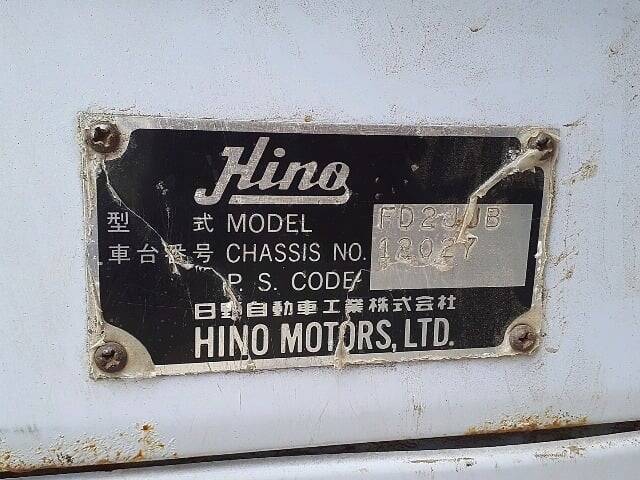 Hino
型 式 MODEL FD2JJB
車台番号 CHASSIS NO. 12027
P. S. CODE
日野自動車工業株式会社
HINO MOTORS, LTD.